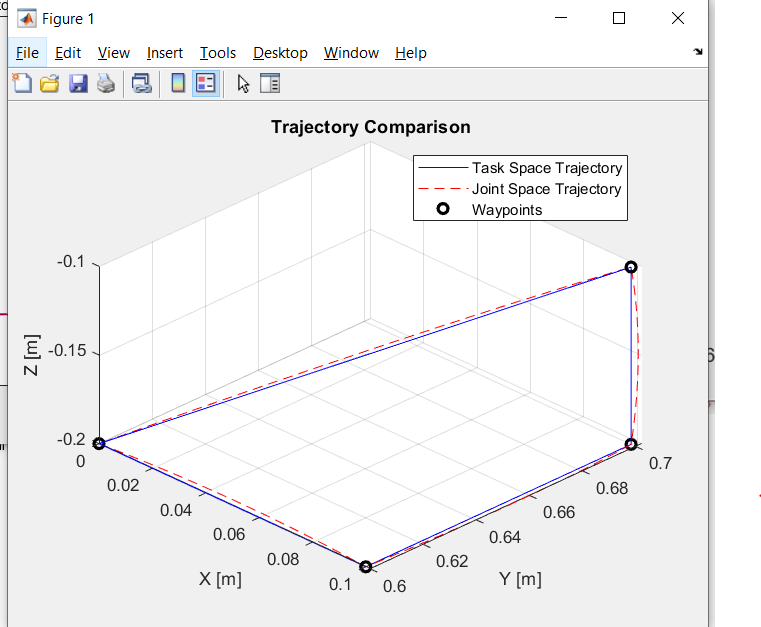 Figure 1
File Edit View Insert Tools Desktop Window Help
Trajectory Comparison
Task Space Trajectory
Joint Space Trajectory
Waypoints
-0.1
-0.15
-0.2
Z [m]
0
0.02
0.04
0.06
0.08
0.1
X [m]
0.6
0.62
0.64
0.66
0.68
0.7
Y [m]